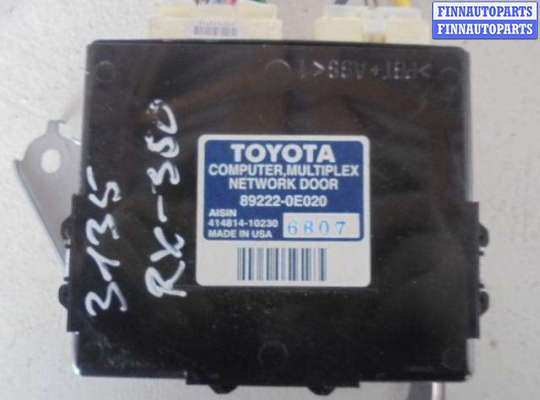 FINNAUTOPARTS
FINNAUTOPARTS
TOYOTA
COMPUTER,MULTIPLEX
NETWORK DOOR
89222-0E020
AISIN
414814-10230
MADE IN USA
6807
3135
RX-350